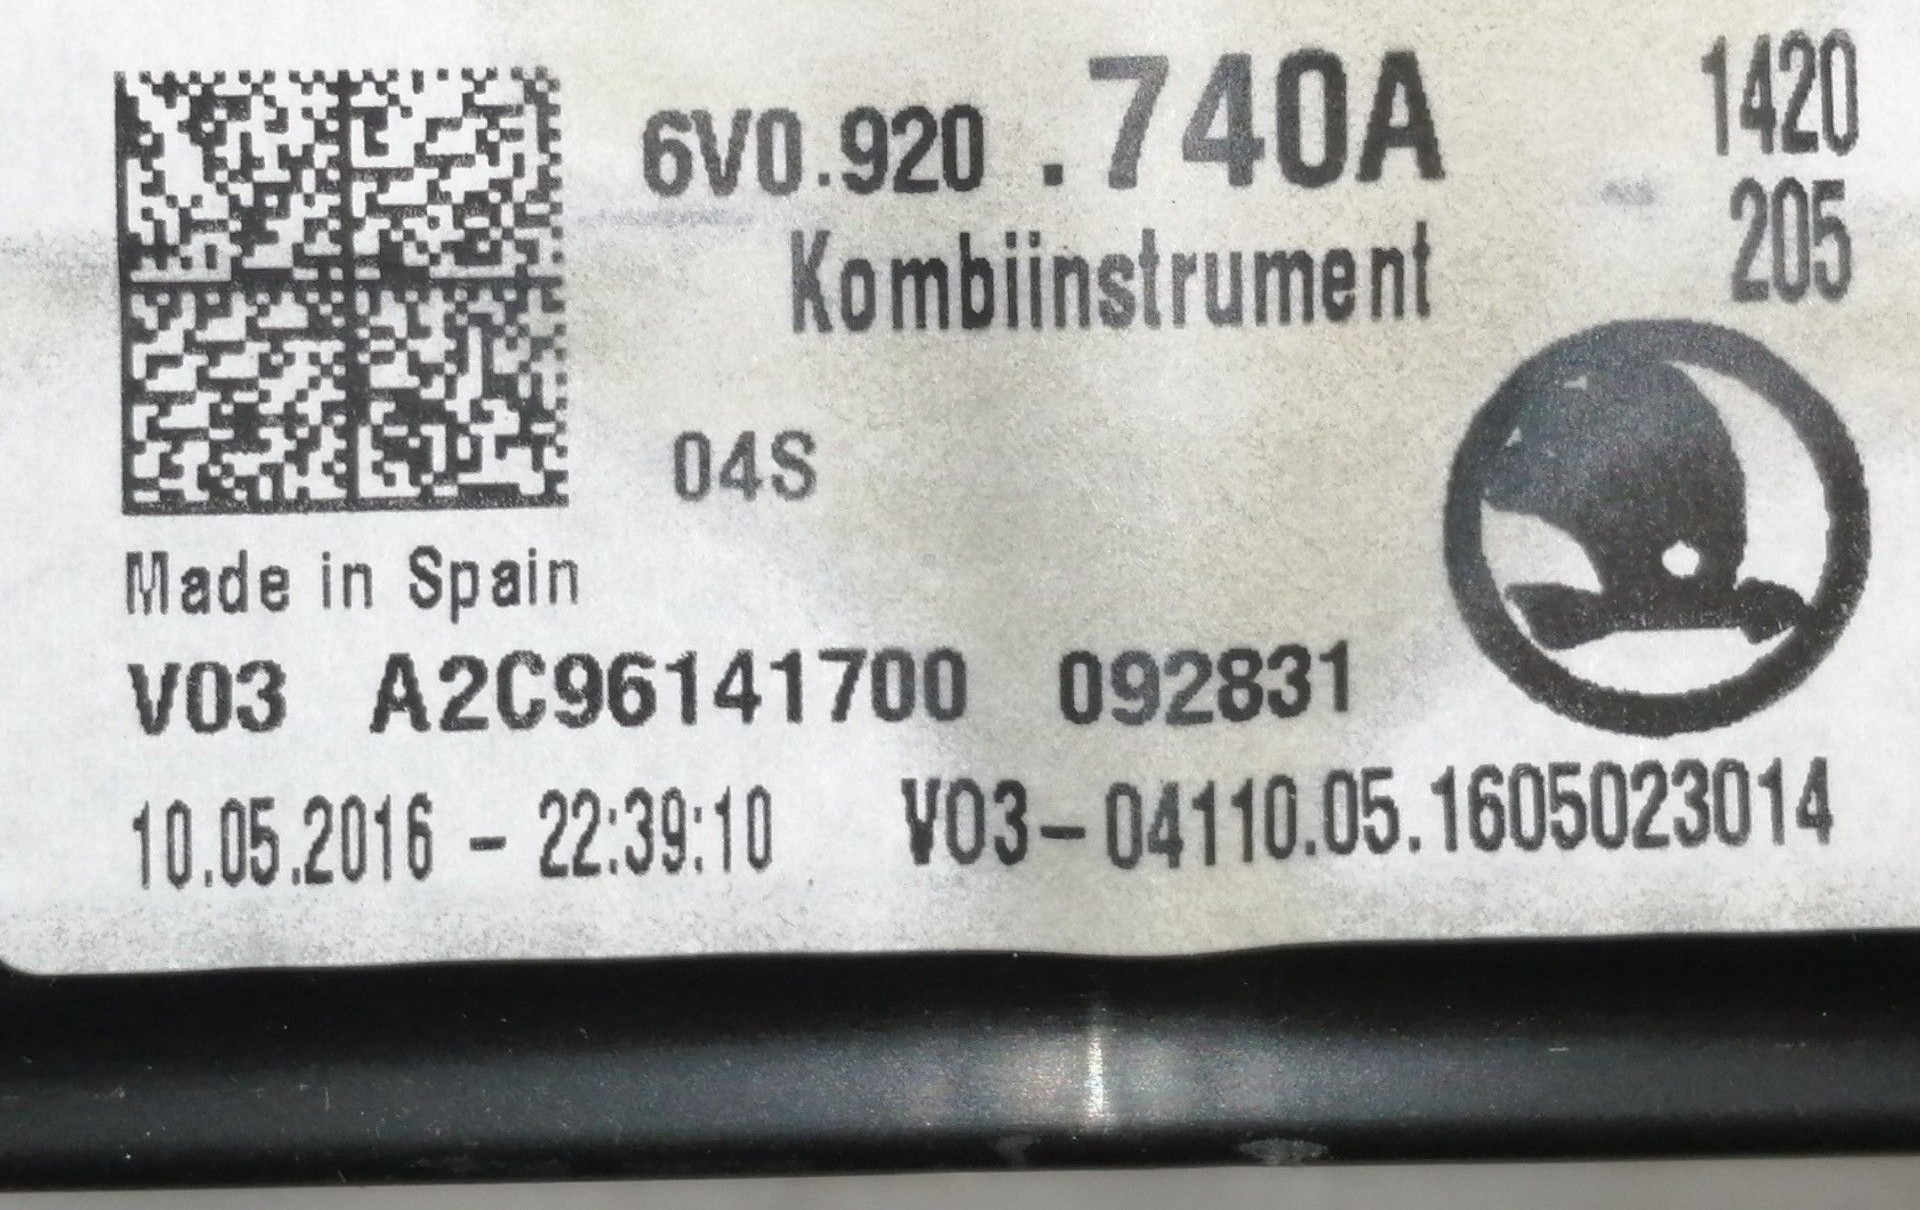 6V0.920 .740A 1420
205
Kombiinstrument
04S
Made in Spain
V03 A2C96141700 092831
10.05.2016 - 22:39:10 V03-04110.05.1605023014